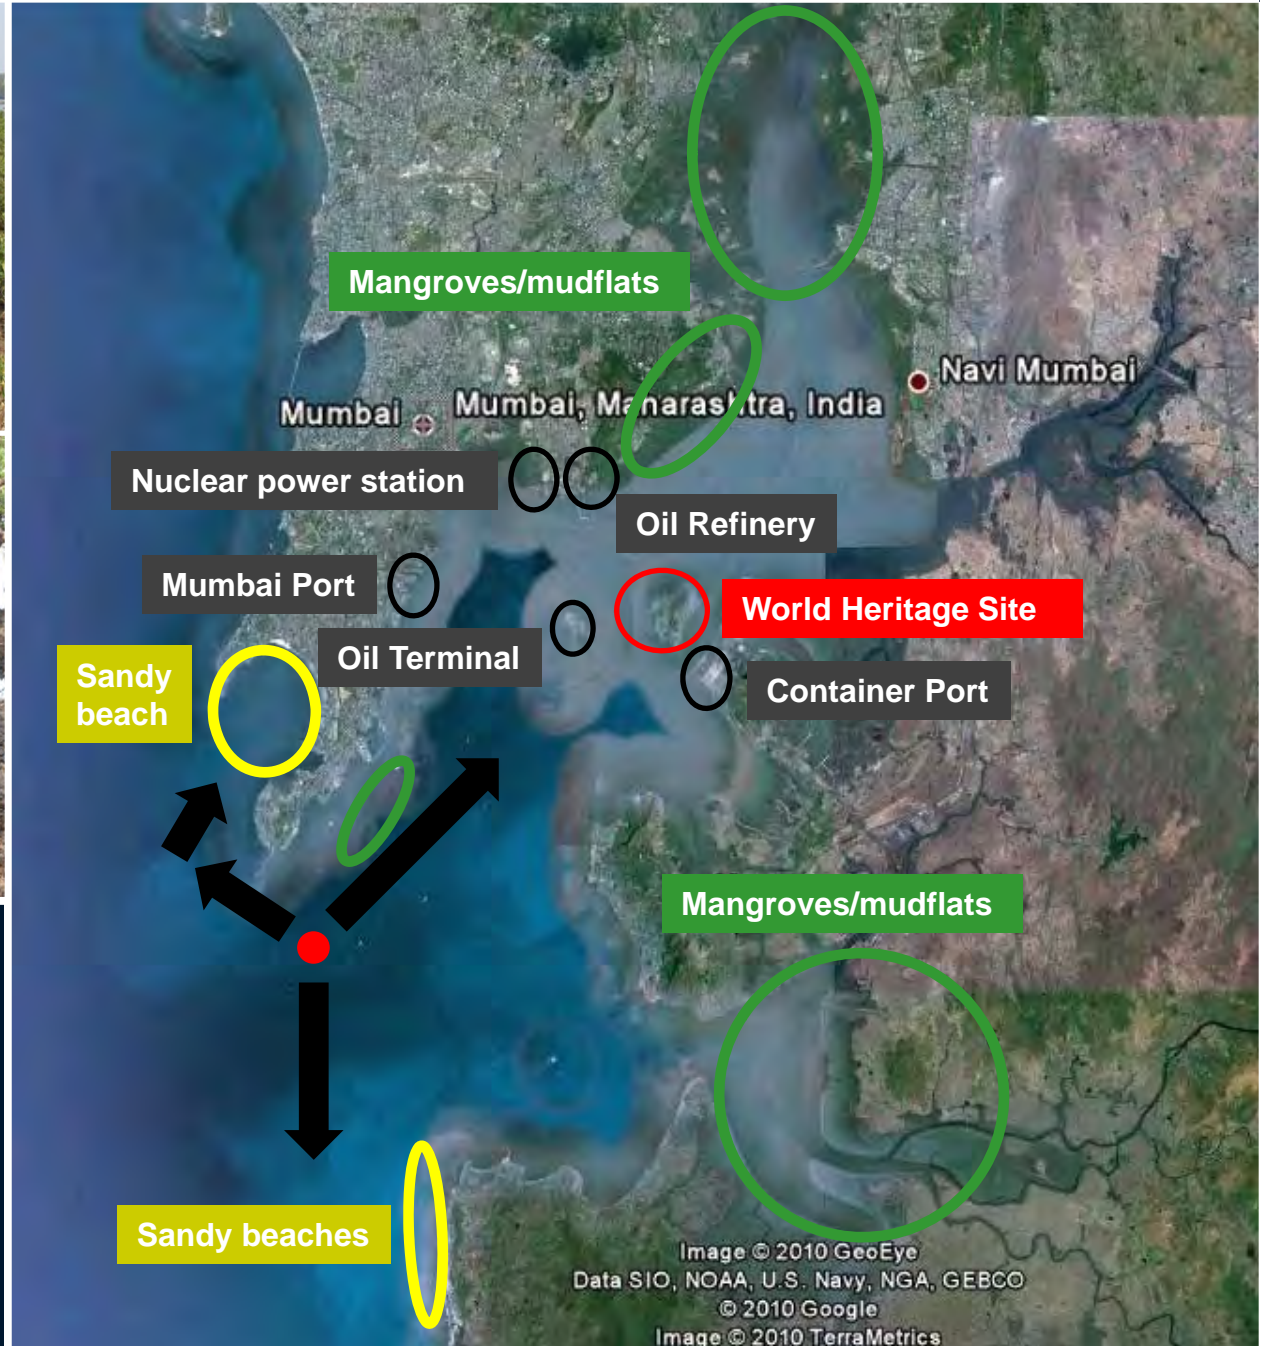 Mangroves/mudflats
Navi Mumbai
Mumbai
Mumbai, Maharashtra, India
Nuclear power station
Oil Refinery
Mumbai Port
World Heritage Site
Oil Terminal
Sandy
beach
Container Port
Mangroves/mudflats
Sandy beaches
Image © 2010 GeoEye
Data SIO, NOAA, U.S. Navy, NGA, GEBCO
© 2010 Google
Image © 2010 TerraMetrics